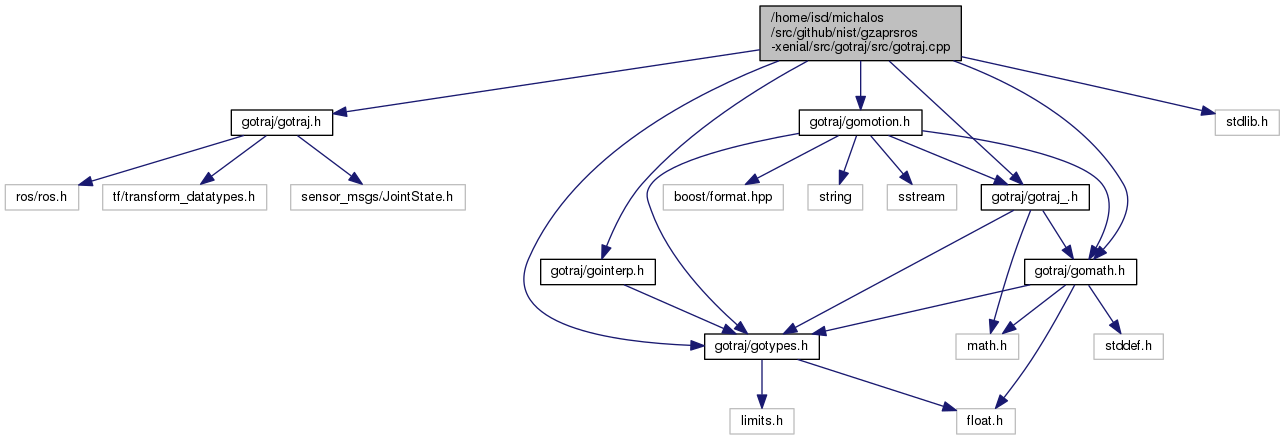 /home/isd/michalos
/src/github/nist/gzaprsros
-xenial/src/gotraj/src/gotraj.cpp
gotraj/gotraj.h
gotraj/gomotion.h
stdlib.h
ros/ros.h
tf/transform_datatypes.h
sensor_msgs/JointState.h
boost/format.hpp
string
sstream
gotraj/gotraj_.h
gotraj/gointerp.h
gotraj/gomath.h
gotraj/gotypes.h
math.h
stddef.h
limits.h
float.h